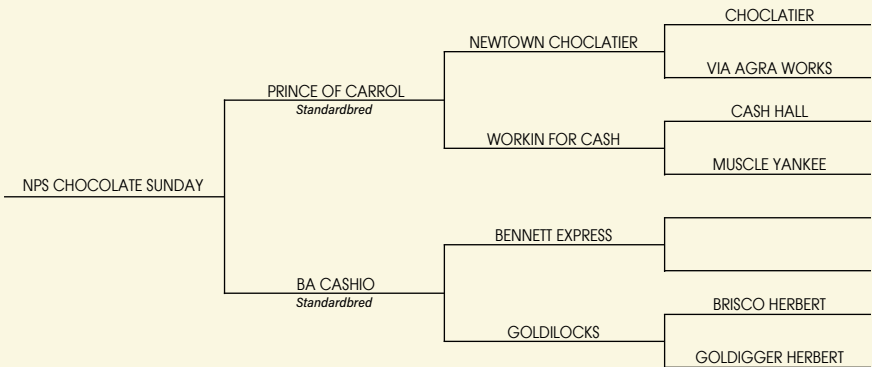 CHOCLATIER
NEWTOWN CHOCLATIER
VIA AGRA WORKS
PRINCE OF CARROL
Standardbred
CASH HALL
WORKIN FOR CASH
MUSCLE YANKEE
NPS CHOCOLATE SUNDAY
BENNETT EXPRESS
BA CASHIO
Standardbred
BRISCO HERBERT
GOLDILOCKS
GOLDIGGER HERBERT